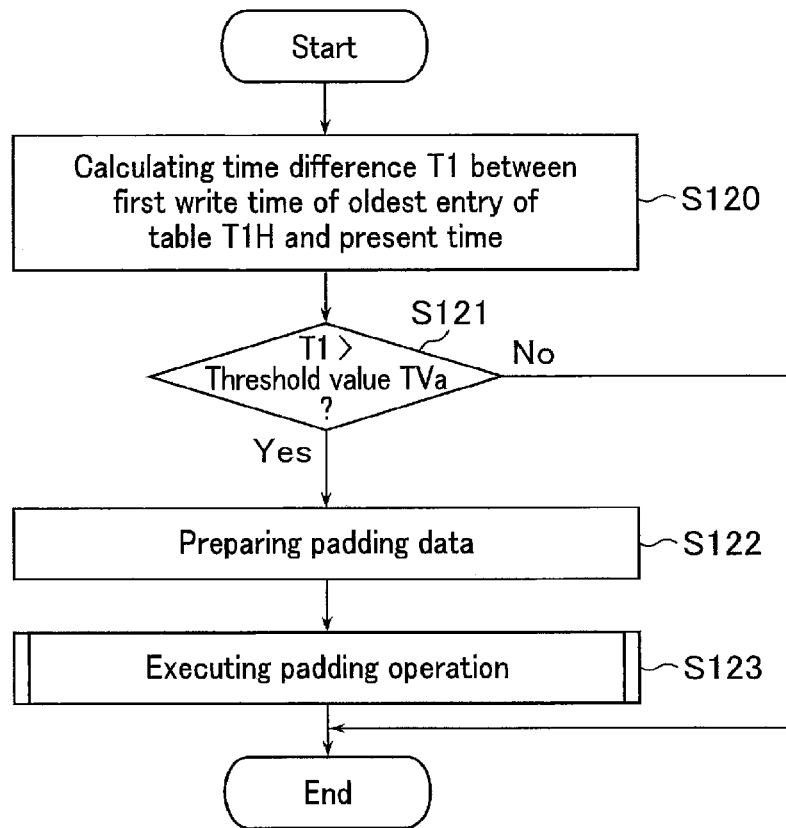 Start
Calculating time difference T1 between
first write time of oldest entry of
table T1H and present time
S120
S121
T1 >
Threshold value TVa
?
No
Yes
Preparing padding data
S122
Executing padding operation
S123
End